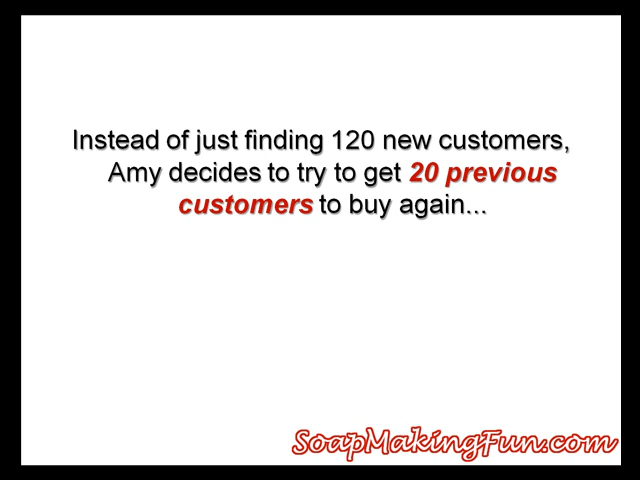 Instead of just finding 120 new customers,
Amy decides to try to get 20 previous
customers to buy again...
SoapMakingFun.com